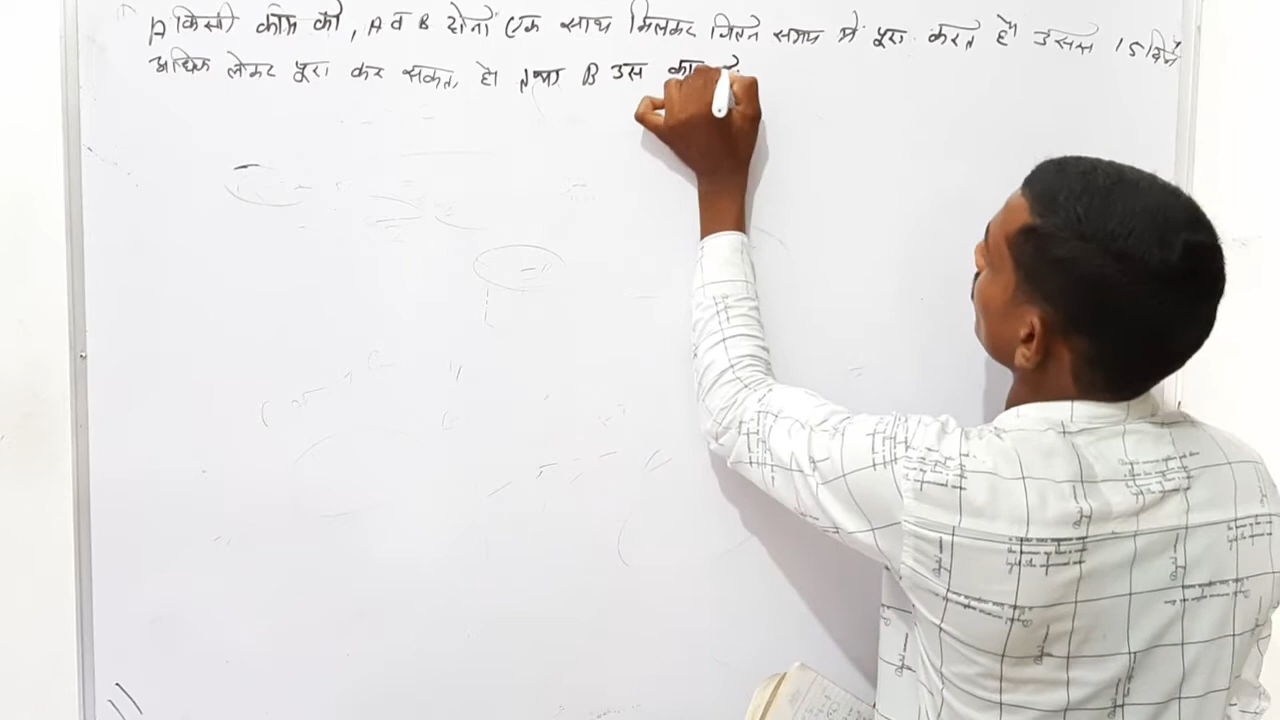 A किसी काम को, A व B दोनों एक साथ मिलकर जितने समय में पूरा करते है। उससे 15 दिन
अधिक लेकर पूरा कर सकता है। तथा B उस काम